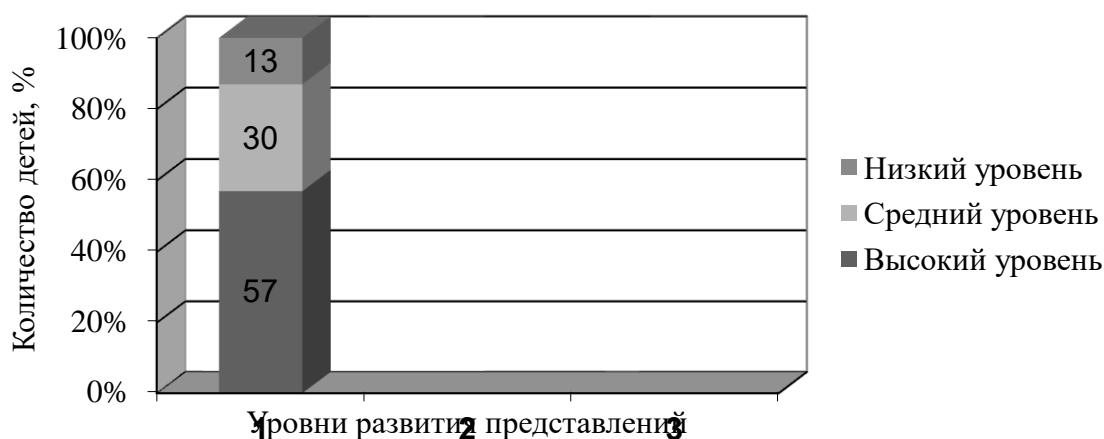 100%
80%
60%
40%
20%
0%
Количество детей, %
13
30
57
Низкий уровень
Средний уровень
Высокий уровень
1 2 3
Уровни развития представлений